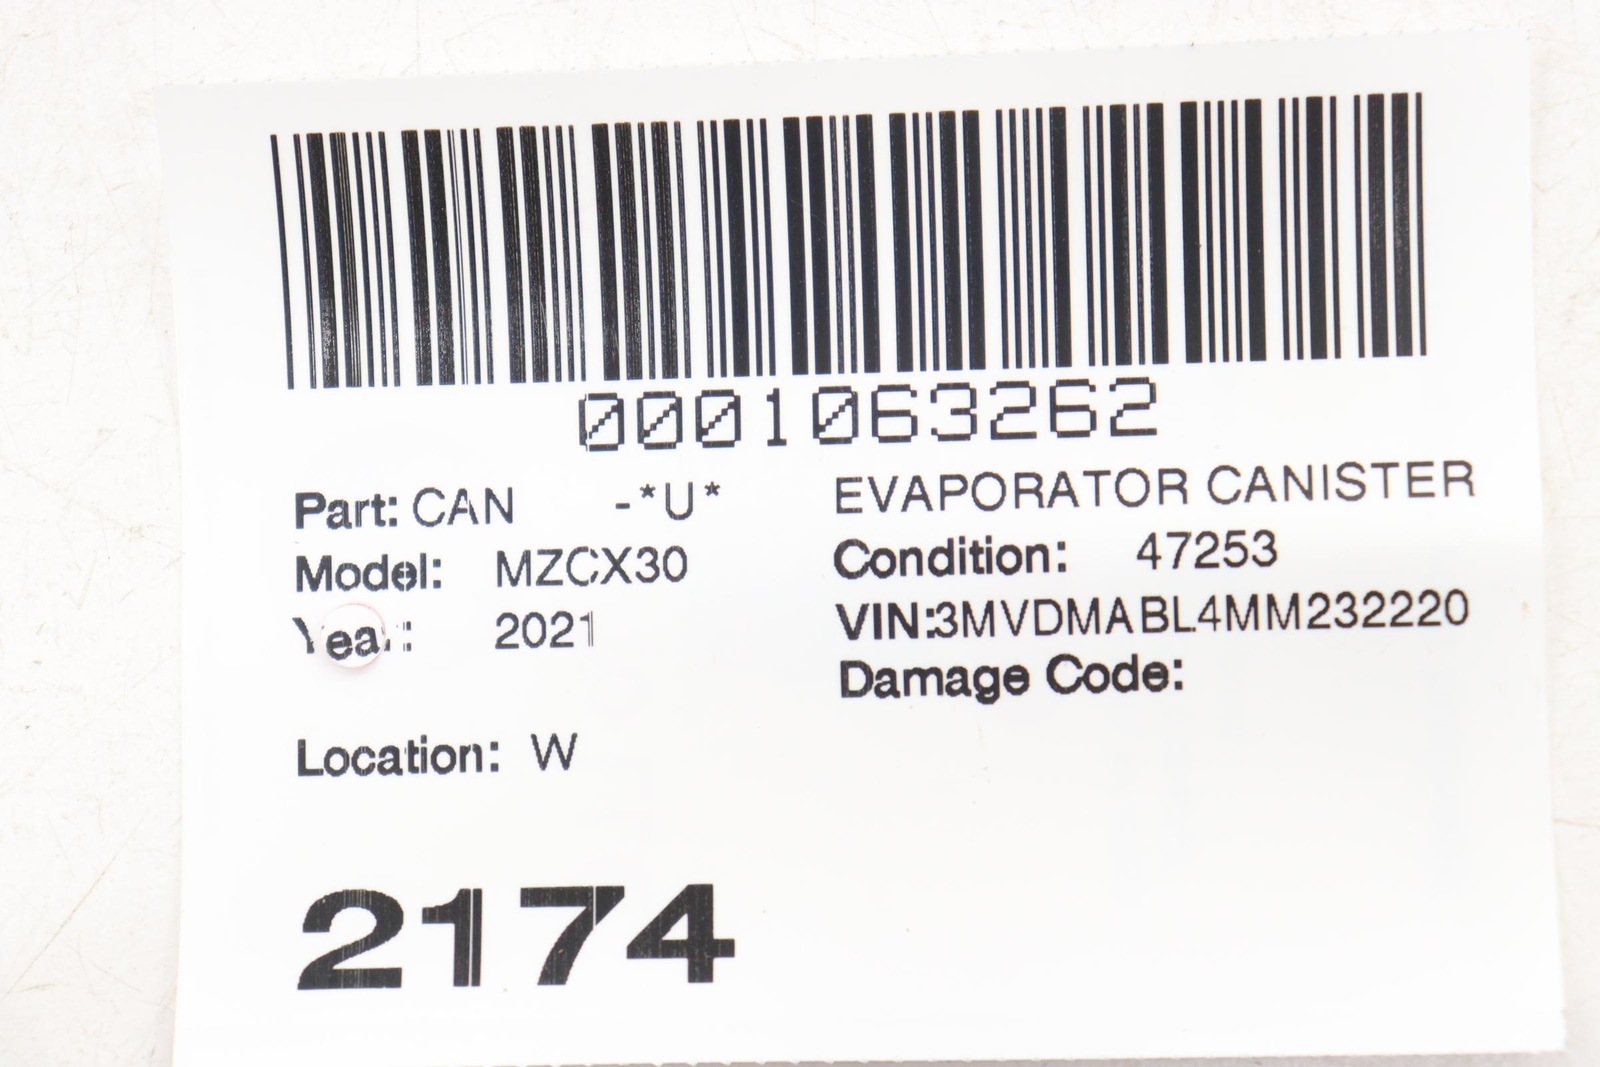 0001063262
Part: CAN -*U* EVAPORATOR CANISTER
Model: MZCX30 Condition: 47253
Year: 2021 VIN:3MVDMABL4MM232220
Damage Code:
Location: W
2174